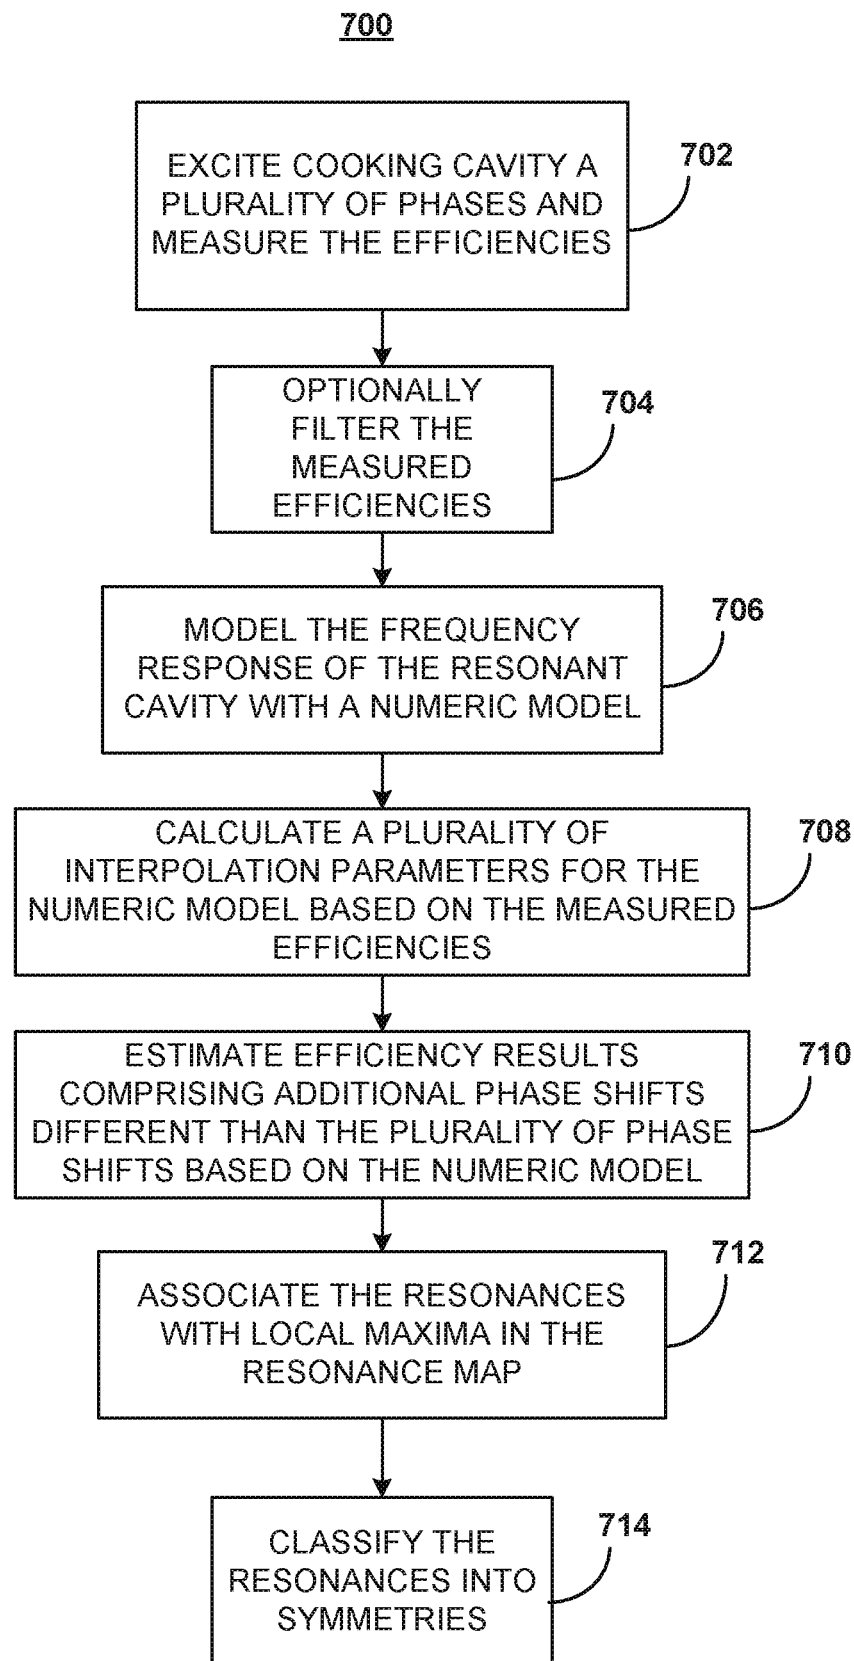 700
EXCITE COOKING CAVITY A
PLURALITY OF PHASES AND
MEASURE THE EFFICIENCIES
702
OPTIONALLY
FILTER THE
MEASURED
EFFICIENCIES
704
MODEL THE FREQUENCY
RESPONSE OF THE RESONANT
CAVITY WITH A NUMERIC MODEL
706
CALCULATE A PLURALITY OF
INTERPOLATION PARAMETERS FOR THE
NUMERIC MODEL BASED ON THE MEASURED
EFFICIENCIES
708
ESTIMATE EFFICIENCY RESULTS
COMPRISING ADDITIONAL PHASE SHIFTS
DIFFERENT THAN THE PLURALITY OF PHASE
SHIFTS BASED ON THE NUMERIC MODEL
710
ASSOCIATE THE RESONANCES
WITH LOCAL MAXIMA IN THE
RESONANCE MAP
712
CLASSIFY THE
RESONANCES INTO
SYMMETRIES
714